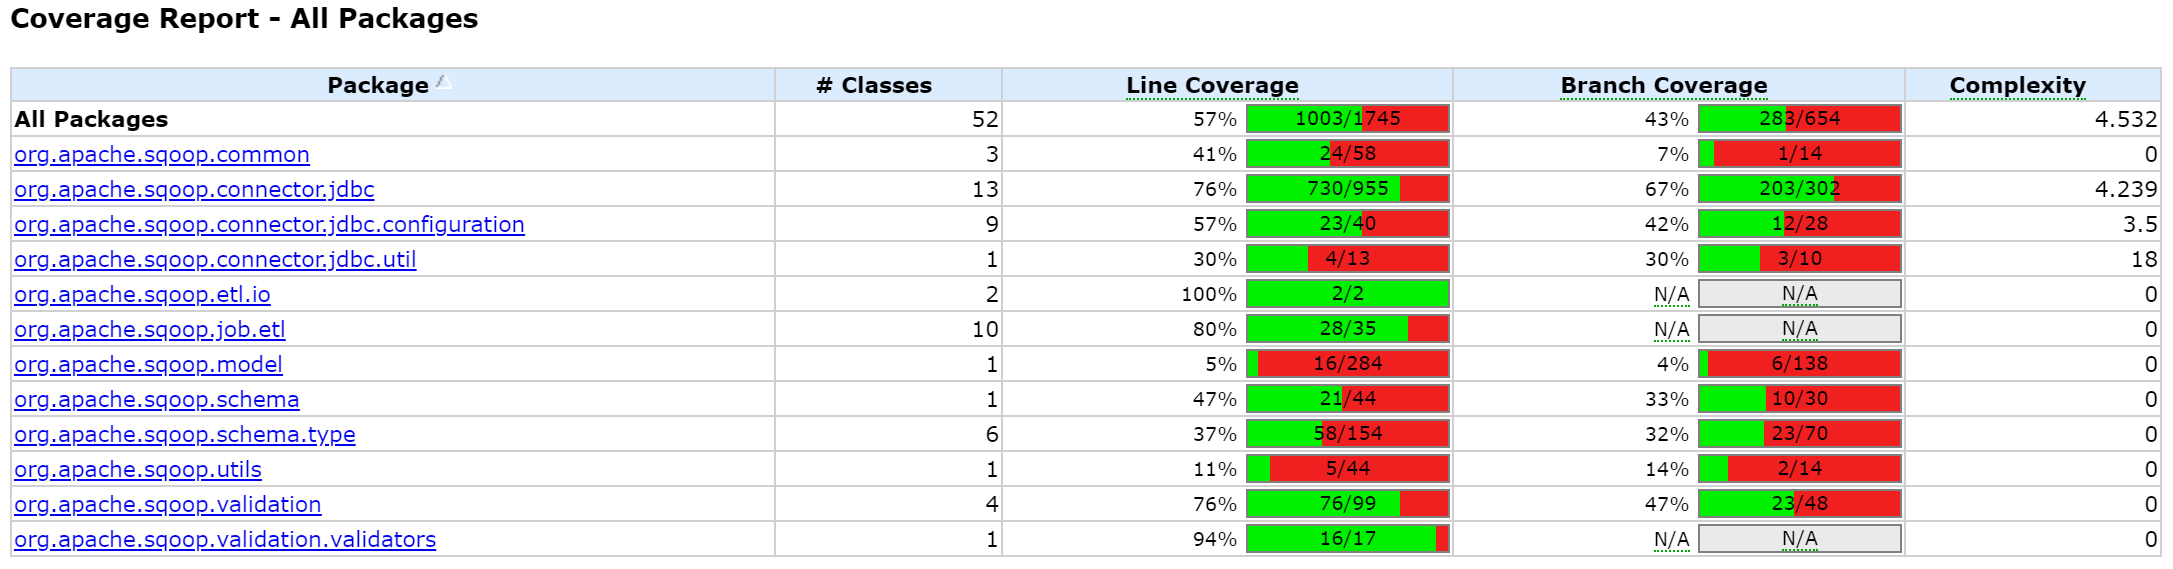 Coverage Report - All Packages
Package # Classes Line Coverage Branch Coverage Complexity
All Packages 52 57% 1003/1745 43% 283/654 4.532
org.apache.sqoop.common 3 41% 24/58 7% 1/14 0
org.apache.sqoop.connector.jdbc 13 76% 730/955 67% 203/302 4.239
org.apache.sqoop.connector.jdbc.configuration 9 57% 23/40 42% 12/28 3.5
org.apache.sqoop.connector.jdbc.util 1 30% 4/13 30% 3/10 18
org.apache.sqoop.etl.io 2 100% 2/2 N/A N/A 0
org.apache.sqoop.job.etl 10 80% 28/35 N/A N/A 0
org.apache.sqoop.model 1 5% 16/284 4% 6/138 0
org.apache.sqoop.schema 1 47% 21/44 33% 10/30 0
org.apache.sqoop.schema.type 6 37% 58/154 32% 23/70 0
org.apache.sqoop.utils 1 11% 5/44 14% 2/14 0
org.apache.sqoop.validation 4 76% 76/99 47% 23/48 0
org.apache.sqoop.validation.validators 1 94% 16/17 N/A N/A 0